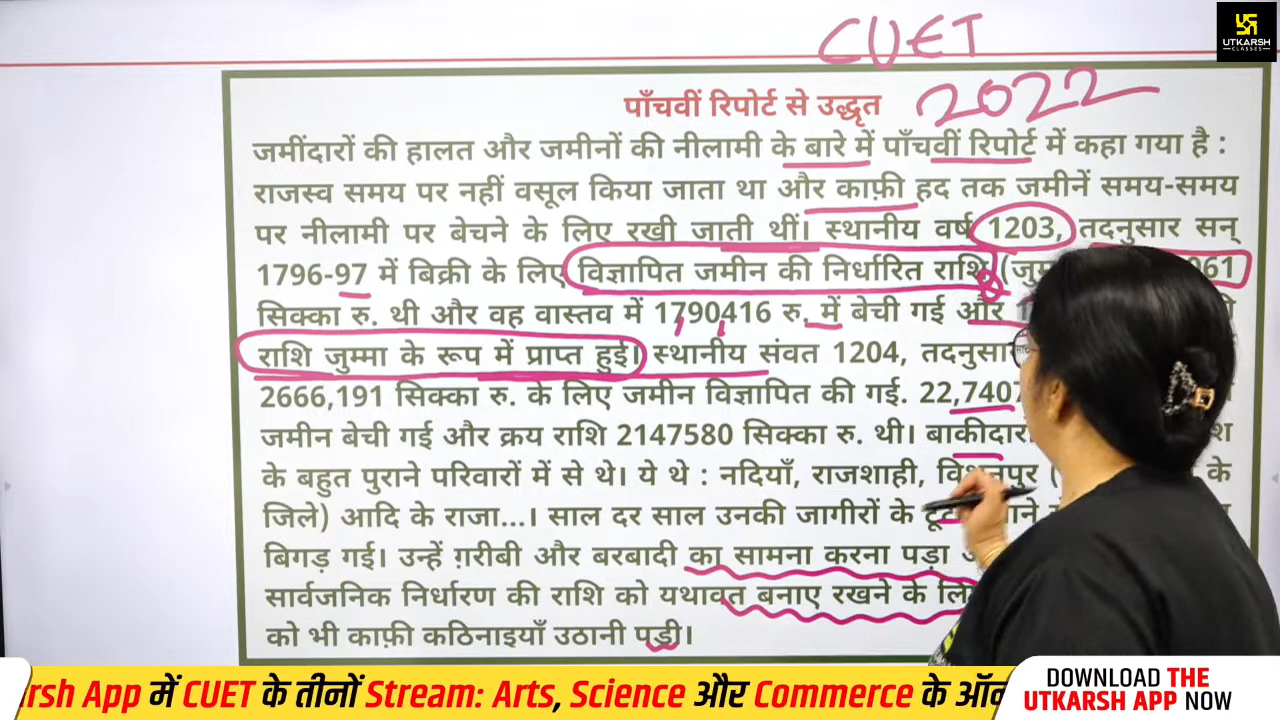 CUET
2022
UTKARSH
CLASSES
पाँचवीं रिपोर्ट से उद्धृत
जमींदारों की हालत और जमीनों की नीलामी के बारे में पाँचवीं रिपोर्ट में कहा गया है :
राजस्व समय पर नहीं वसूल किया जाता था और काफ़ी हद तक जमीनें समय-समय
पर नीलामी पर बेचने के लिए रखी जाती थीं। स्थानीय वर्ष 1203, तदनुसार सन्
1796-97 में बिक्री के लिए विज्ञापित जमीन की निर्धारित राशि
सिक्का रु. थी और वह वास्तव में 1790416 रु. में बेची गई और
राशि जुम्मा के रूप में प्राप्त हुई। स्थानीय संवत 1204,
2666,191 सिक्का रु. के लिए जमीन विज्ञापित की गई.
जमीन बेची गई और क्रय राशि 2147580 सिक्का रु. थी।
के बहुत पुराने परिवारों में से थे। ये थे : नदियाँ, राजशाही, के
जिले) आदि के राजा...। साल दर साल उनकी जागीरों के
बिगड़ गई। उन्हें ग़रीबी और बरबादी का सामना करना पड़ा
सार्वजनिक निर्धारण की राशि को यथावत बनाए रखने के
को भी काफ़ी कठिनाइयाँ उठानी पड़ी।
App में CUET के तीनों Stream: Arts, Science और Commerce के
DOWNLOAD THE
UTKARSH APP NOW